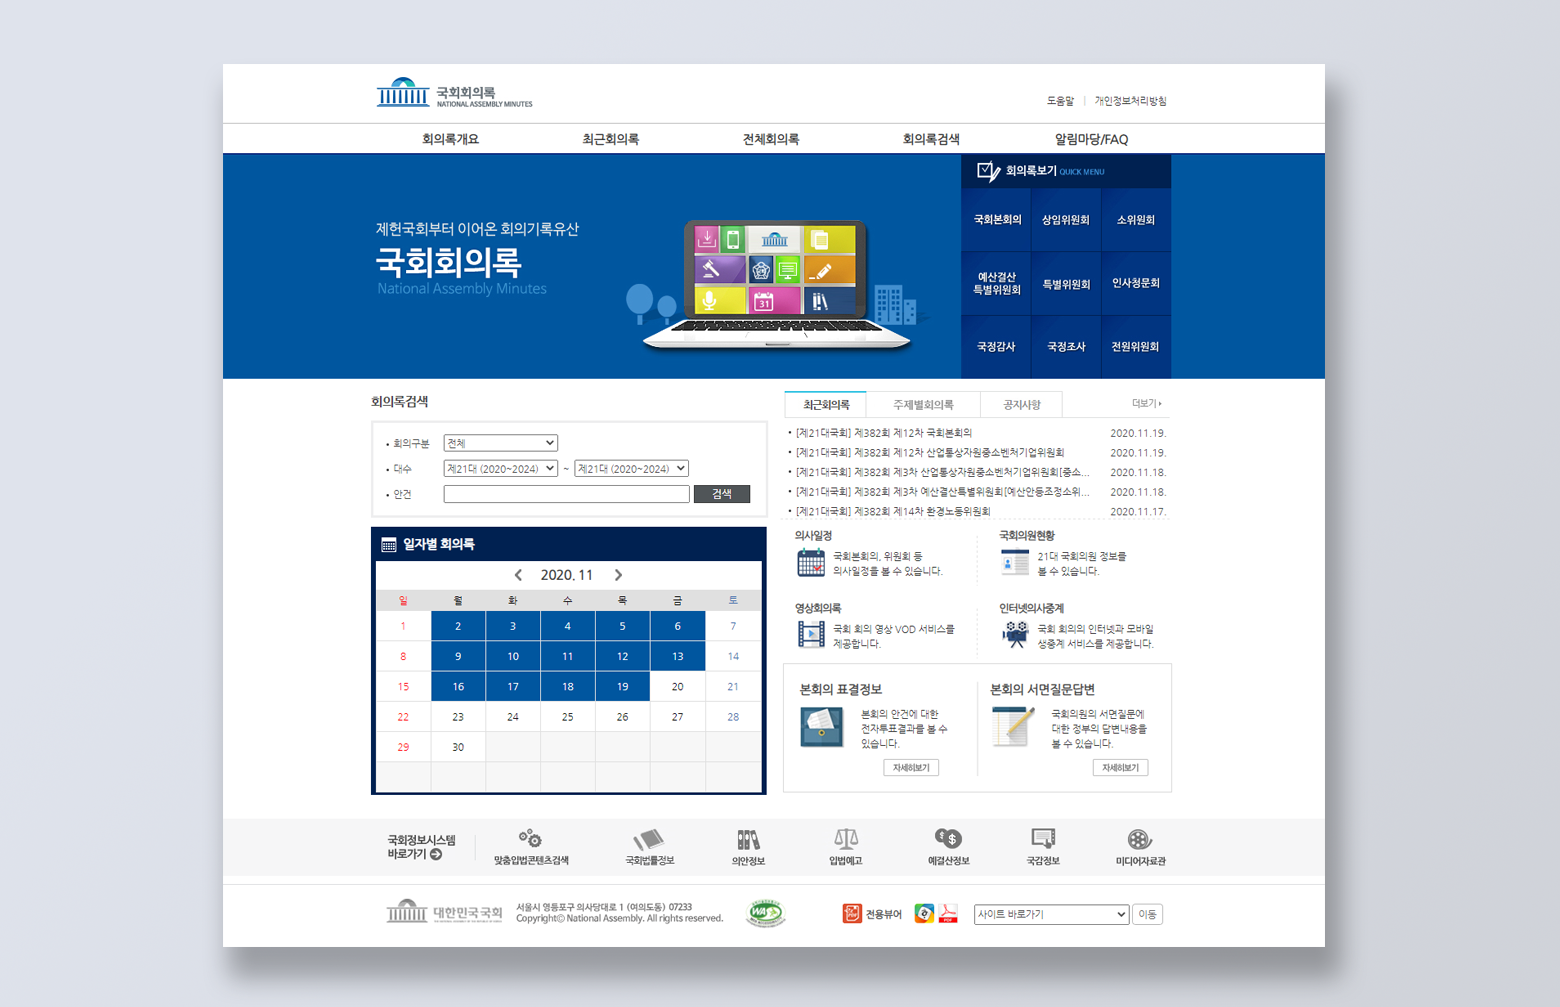 국회회의록
NATIONAL ASSEMBLY MINUTES
도움말 | 개인정보처리방침
회의록개요 최근회의록 전체회의록 회의록검색 알림마당/FAQ
제헌국회부터 이어온 회의기록유산
국회회의록
National Assembly Minutes
31
회의록보기 QUICK MENU
국회본회의 상임위원회 소위원회
예산결산
특별위원회 특별위원회 인사청문회
국정감사 국정조사 전원위원회
회의록검색
• 회의구분 전체
• 대수 제21대 (2020~2024) ~ 제21대 (2020~2024)
• 안건 검색
일자별 회의록
2020. 11
일 월 화 수 목 금 토
1 2 3 4 5 6 7
8 9 10 11 12 13 14
15 16 17 18 19 20 21
22 23 24 25 26 27 28
29 30
최근회의록 주제별회의록 공지사항 더보기
• [제21대국회] 제382회 제12차 국회본회의 2020.11.19.
• [제21대국회] 제382회 제12차 산업통상자원중소벤처기업위원회 2020.11.19.
• [제21대국회] 제382회 제3차 산업통상자원중소벤처기업위원회[중소... 2020.11.18.
• [제21대국회] 제382회 제3차 예산결산특별위원회[예산안등조정소위... 2020.11.18.
• [제21대국회] 제382회 제14차 환경노동위원회 2020.11.17.
의사일정
국회본회의, 위원회 등
의사일정을 볼 수 있습니다.
국회의원현황
21대 국회의원 정보를
볼 수 있습니다.
영상회의록
국회 회의 영상 VOD 서비스를
제공합니다.
인터넷의사중계
국회 회의의 인터넷과 모바일
생중계 서비스를 제공합니다.
본회의 표결정보
본회의 안건에 대한
전자투표결과를 볼 수
있습니다.
자세히보기
본회의 서면질문답변
국회의원의 서면질문에
대한 정부의 답변내용을
볼 수 있습니다.
자세히보기
국회정보시스템
바로가기
맞춤입법콘텐츠검색 국회법률정보 의안정보 입법예고 예결산정보 국감정보 미디어자료관
대한민국국회
서울시 영등포구 의사당대로 1 (여의도동) 07233
Copyright© National Assembly. All rights reserved.
WA
전용뷰어
PDF
사이트 바로가기 이동